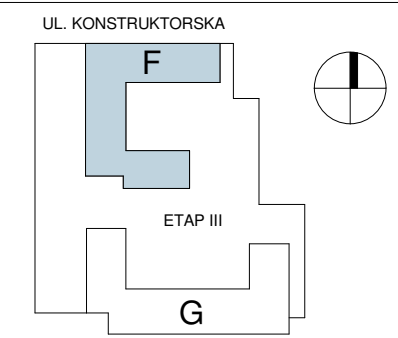 UL. KONSTRUKTORSKA
F
ETAP III
G